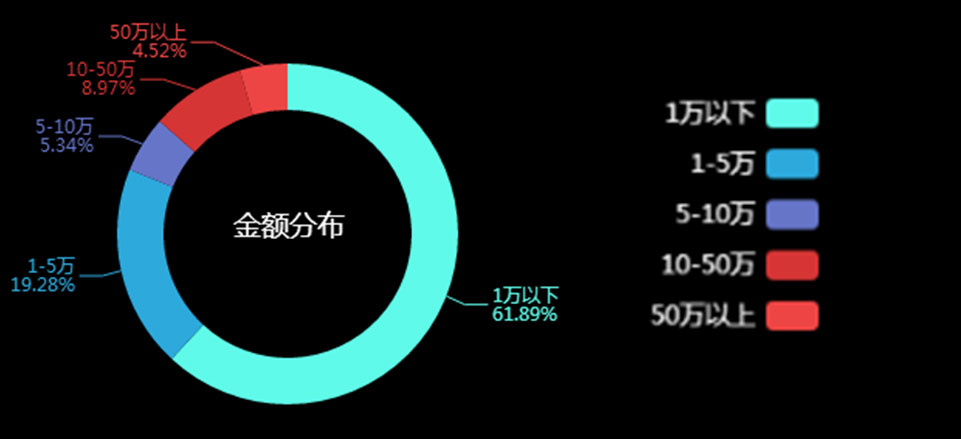 50万以上
4.52%
10-50万
8.97%
5-10万
5.34%
1-5万
19.28%
金额分布
1万以下
61.89%
1万以下
1-5万
5-10万
10-50万
50万以上